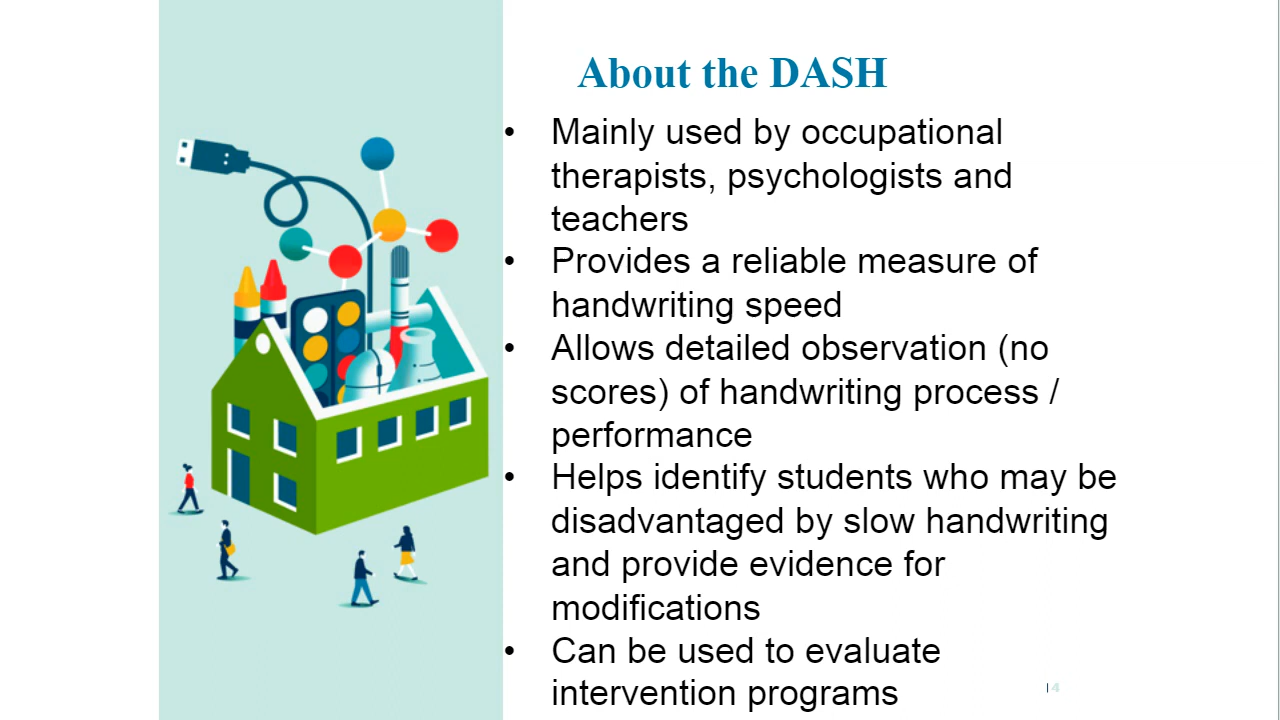 About the DASH
• Mainly used by occupational
therapists, psychologists and
teachers
• Provides a reliable measure of
handwriting speed
• Allows detailed observation (no
scores) of handwriting process /
performance
• Helps identify students who may be
disadvantaged by slow handwriting
and provide evidence for
modifications
• Can be used to evaluate
intervention programs
| 4